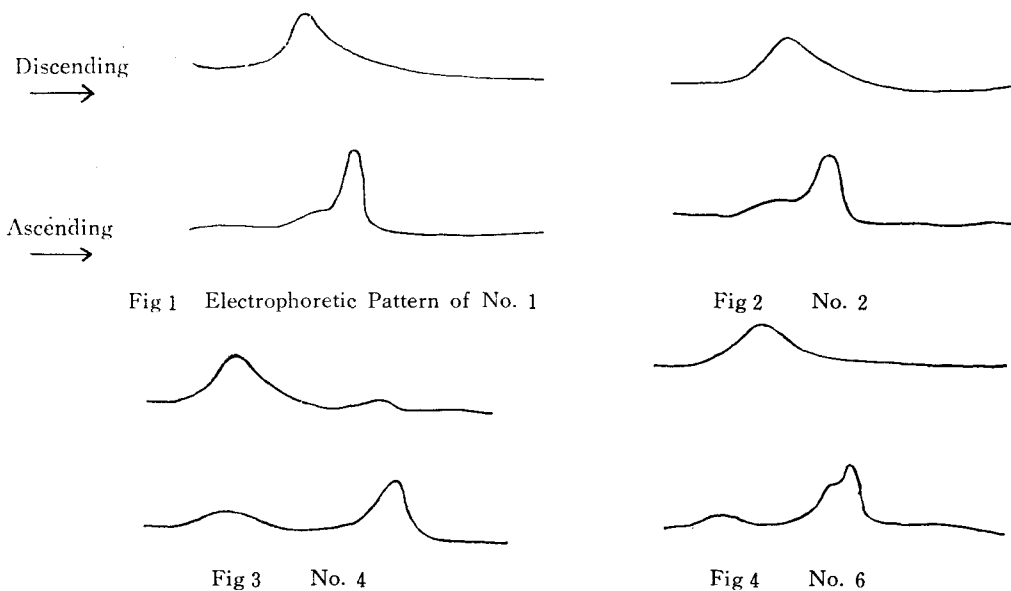 Discending
Ascending
Fig 1 Electrophoretic Pattern of No. 1
Fig 2 No. 2
Fig 3 No. 4
Fig 4 No. 6